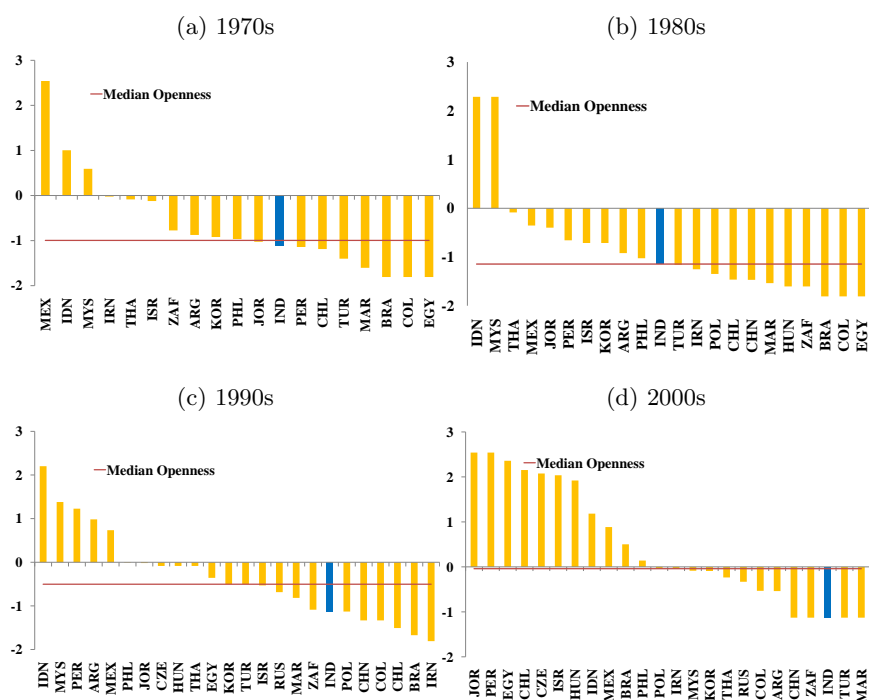 (a) 1970s
3
2
1
0
-1
-2
Median Openness
MEX IDN MYS IRN THA ISR ZAF ARG KOR PHL JOR IND PER CHL TUR MAR BRA COL EGY
(b) 1980s
3
2
1
0
-1
-2
Median Openness
IDN MYS THA MEX JOR PER ISR KOR ARG PHL IND TUR IRN POL CHL CHN MAR HUN ZAF BRA COL EGY
(c) 1990s
3
2
1
0
-1
-2
Median Openness
IDN MYS PER ARG MEX PHL JOR CZE HUN THA EGY KOR TUR ISR RUS MAR ZAF IND POL CHN COL CHL BRA IRN
(d) 2000s
3
2
1
0
-1
-2
Median Openness
JOR PER EGY CHL CZE ISR HUN IDN MEX BRA PHL POL IRN MYS KOR THA RUS COL ARG CHN ZAF IND TUR MAR